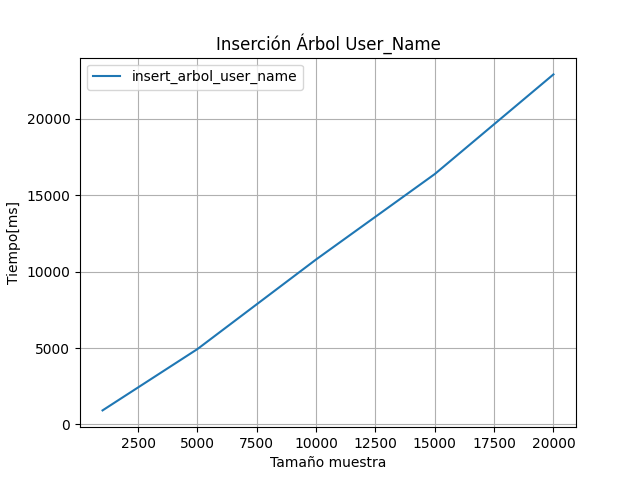 Inserción Árbol User_Name
insert_arbol_user_name
Tiempo[ms]
20000
15000
10000
5000
0
2500 5000 7500 10000 12500 15000 17500 20000
Tamaño muestra